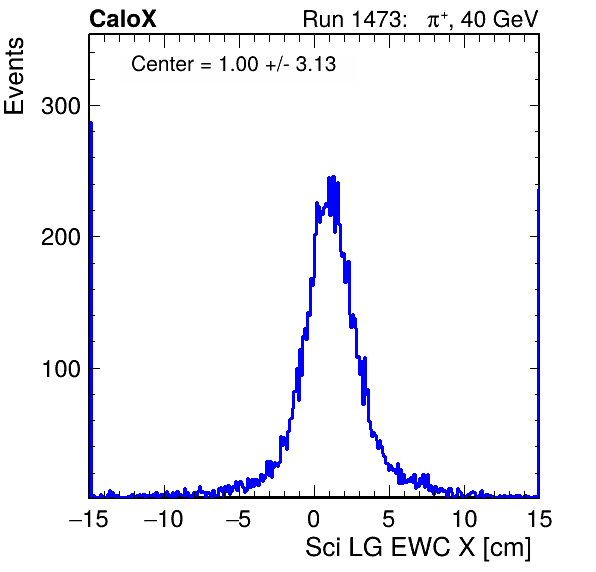 CaloX Run 1473: π⁺, 40 GeV
Center = 1.00 +/- 3.13
Events
300
200
100
−15 −10 −5 0 5 10 15
Sci LG EWC X [cm]